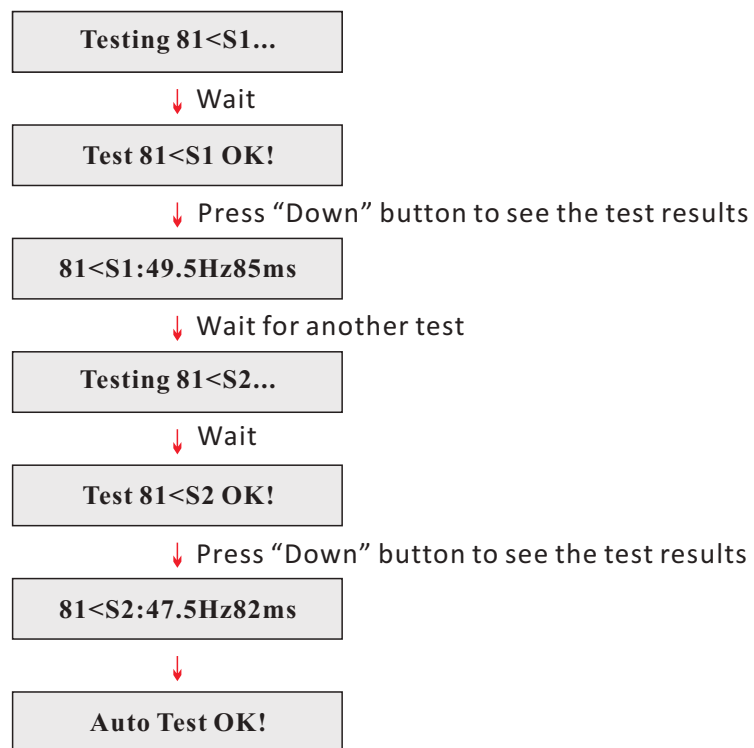 Testing 81<S1...
Wait
Test 81<S1 OK!
Press “Down” button to see the test results
81<S1:49.5Hz85ms
Wait for another test
Testing 81<S2...
Wait
Test 81<S2 OK!
Press “Down” button to see the test results
81<S2:47.5Hz82ms
Auto Test OK!